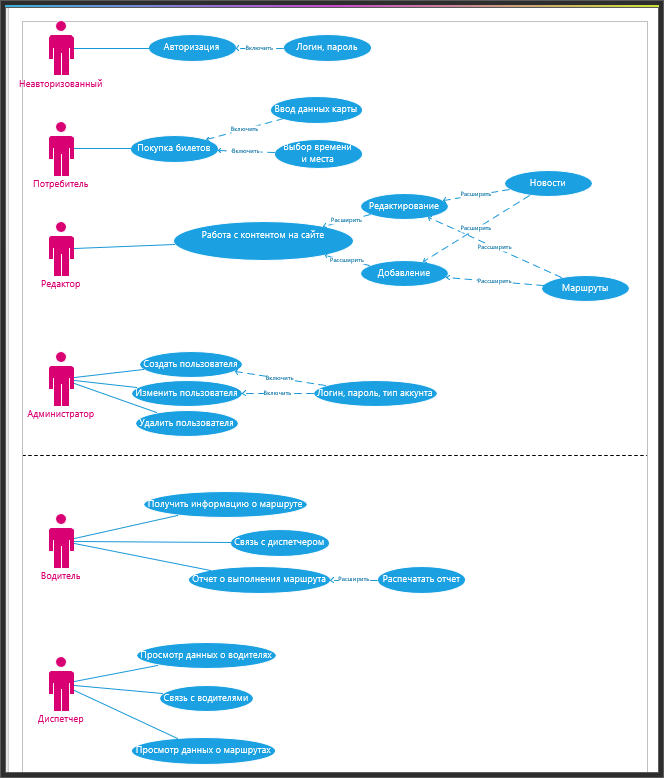 Авторизация
Включить
Логин, пароль
Неавторизованный
Ввод данных карты
Включить
Покупка билетов
Включить
Выбор времени
и места
Потребитель
Новости
Расширить
Редактирование
Расширить
Расширить
Работа с контентом на сайте
Расширить
Рассширить
Добавление
Рассширить
Маршруты
Редактор
Создать пользователя
Включить
Изменить пользователя
Включить
Логин, пароль, тип аккунта
Администратор
Удалить пользователя
Получить информацию о маршруте
Связь с диспетчером
Водитель
Отчет о выполнения маршрута
Расширить
Распечатать отчет
Просмотр данных о водителях
Связь с водителями
Диспетчер
Просмотр данных о маршрутах